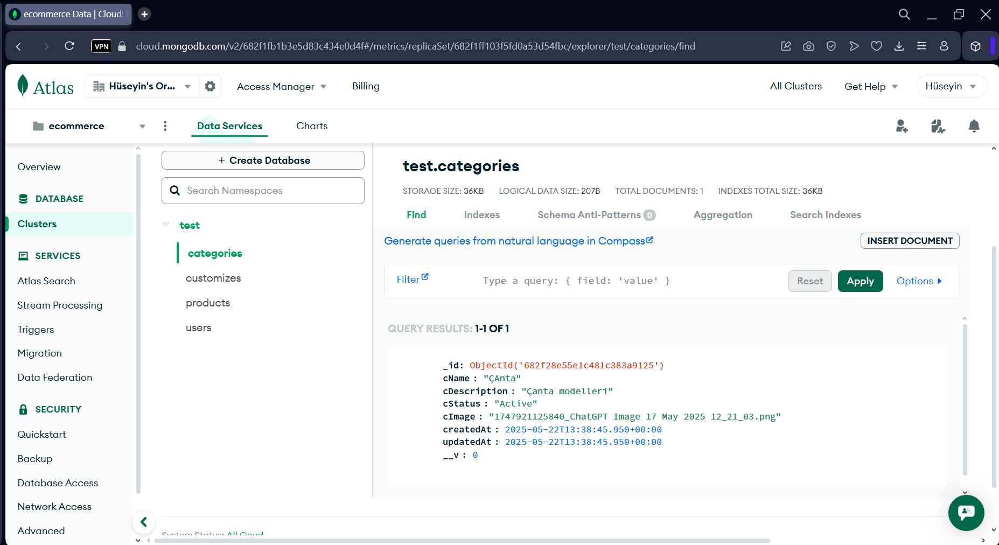 ecommerce Data | Cloud:
VPN
cloud.mongodb.com/v2/682f1fb1b3e5d83c434e0d4f#/metrics/replicaSet/682f1ff103f5fd0a53d54fbc/explorer/test/categories/find
Atlas
Hüseyin's Or...
Access Manager
Billing
All Clusters
Get Help
Hüseyin
ecommerce
Data Services
Charts
Overview
DATABASE
Clusters
SERVICES
Atlas Search
Stream Processing
Triggers
Migration
Data Federation
SECURITY
Quickstart
Backup
Database Access
Network Access
Advanced
+ Create Database
Search Namespaces
test
categories
customizes
products
users
test.categories
STORAGE SIZE: 36KB LOGICAL DATA SIZE: 207B TOTAL DOCUMENTS: 1 INDEXES TOTAL SIZE: 36KB
Find Indexes Schema Anti-Patterns 0 Aggregation Search Indexes
Generate queries from natural language in Compass
INSERT DOCUMENT
Filter
Type a query: { field: 'value' }
Reset
Apply
Options
QUERY RESULTS: 1-1 OF 1
_id: ObjectId('682f28e55e1c481c383a9125')
cName : "ÇAnta"
cDescription : "Çanta modelleri"
cStatus : "Active"
cImage : "1747921125840_ChatGPT Image 17 May 2025 12_21_03.png"
createdAt : 2025-05-22T13:38:45.950+00:00
updatedAt : 2025-05-22T13:38:45.950+00:00
__v : 0
System Status: All Good